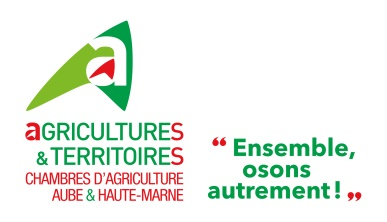 a
aGRICULTURES
& TERRITOIRES
CHAMBRES D'AGRICULTURE
AUBE & HAUTE-MARNE
“ Ensemble,
osons
autrement ! „